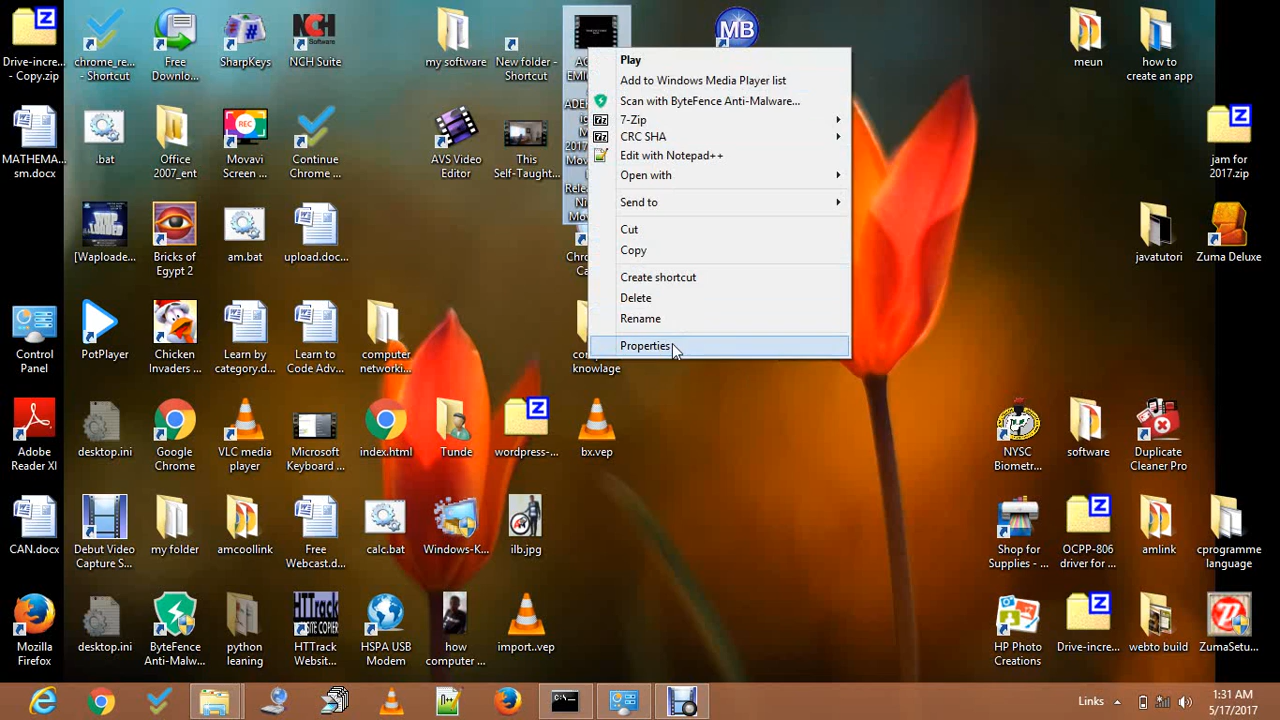 Drive-incre...
- Copy.zip
chrome_re...
- Shortcut
Free
Downlo...
SharpKeys
NCH
Software
NCH Suite
my software
New folder -
Shortcut
MB
meun
how to
create an app
Play
Add to Windows Media Player list
Scan with ByteFence Anti-Malware...
7-Zip
CRC SHA
Edit with Notepad++
Open with
Send to
Cut
Copy
Create shortcut
Delete
Rename
Properties
MATHEMA...
sm.docx
.bat
Office
2007_ent
REC
Movavi
Screen ...
Continue
Chrome ...
AVS Video
Editor
This
Self-Taught...
jam for
2017.zip
[Waploade...
Bricks of
Egypt 2
am.bat
upload.doc...
javatutori
Zuma Deluxe
Control
Panel
PotPlayer
Chicken
Invaders ...
Learn by
category.d...
Learn to
Code Adv...
computer
networki...
knowlage
Adobe
Reader XI
desktop.ini
Google
Chrome
VLC media
player
Microsoft
Keyboard ...
index.html
Tunde
wordpress-...
bx.vep
NYSC
Biometr...
software
Duplicate
Cleaner Pro
CAN.docx
Debut Video
Capture S...
my folder
amcoollink
Free
Webcast.d...
calc.bat
Windows-K...
ilb.jpg
Shop for
Supplies - ...
OCPP-806
driver for ...
amlink
cprogramme
language
Mozilla
Firefox
desktop.ini
ByteFence
Anti-Malw...
python
leaning
HTTrack
Websit...
HSPA USB
Modem
how
computer ...
import..vep
HP Photo
Creations
Drive-incre...
webto build
ZumaSetu...
Links
1:31 AM
5/17/2017